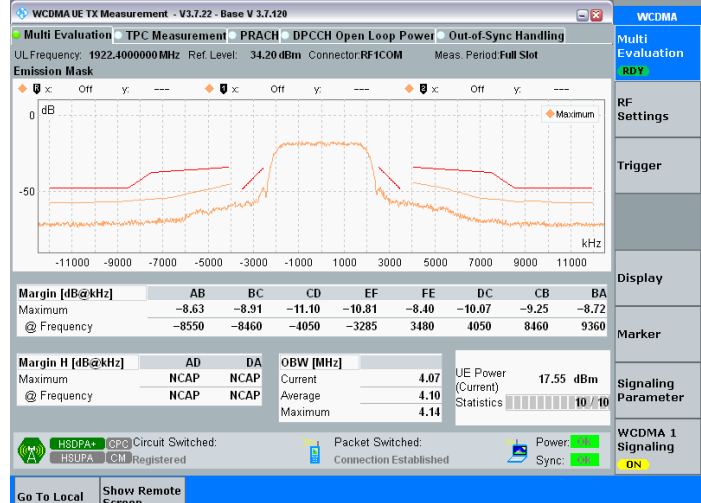 WCDMA UE TX Measurement - V3.7.22 - Base V 3.7.120
WCDMA
Multi Evaluation TPC Measurement PRACH DPCCH Open Loop Power Out-of-Sync Handling
UL Frequency: 1922.4000000 MHz Ref. Level: 34.20 dBm Connector: RF1COM Meas. Period: Full Slot
Emission Mask
R x: Off y: --- 1 x: Off y: --- 2 x: Off y: ---
dB
Maximum
0
-50
kHz
-11000 -9000 -7000 -5000 -3000 -1000 1000 3000 5000 7000 9000 11000
Margin [dB@kHz] AB BC CD EF FE DC CB BA
Maximum -8.63 -8.91 -11.10 -10.81 -8.40 -10.07 -9.25 -8.72
@ Frequency -8550 -8460 -4050 -3285 3480 4050 8460 9360
Margin H [dB@kHz] AD DA
Maximum NCAP NCAP
@ Frequency NCAP NCAP
OBW [MHz]
Current 4.07
Average 4.10
Maximum 4.14
UE Power (Current) 17.55 dBm
Statistics 10 / 10
HSDPA+ CPC Circuit Switched:
HSUPA CM Registered
Packet Switched:
Connection Established
Power:
Sync:
Multi
Evaluation
RDY
RF
Settings
Trigger
Display
Marker
Signaling
Parameter
WCDMA 1
Signaling
ON
Go To Local
Show Remote
Screen